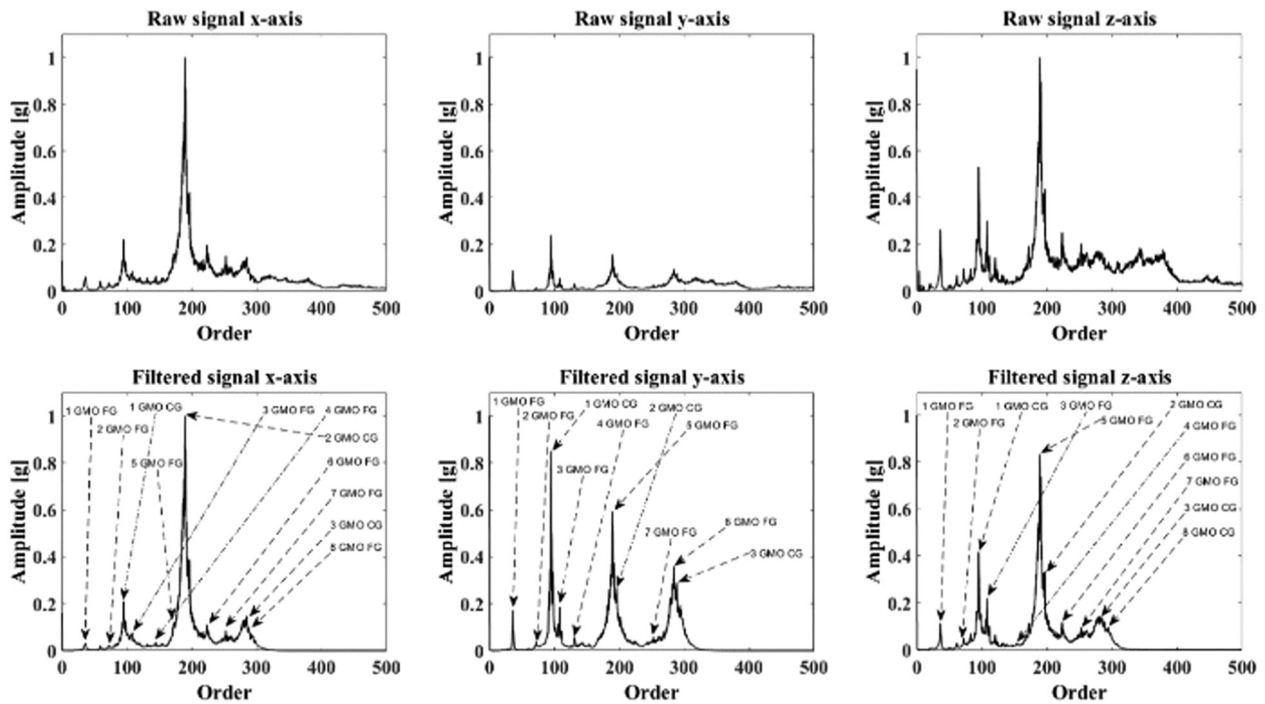 Raw signal x-axis
Raw signal y-axis
Raw signal z-axis
Amplitude [g]
1
0.8
0.6
0.4
0.2
0
0 100 200 300 400 500
Order
Amplitude [g]
1
0.8
0.6
0.4
0.2
0
0 100 200 300 400 500
Order
Amplitude [g]
1
0.8
0.6
0.4
0.2
0
0 100 200 300 400 500
Order
Filtered signal x-axis
Amplitude [g]
1
0.8
0.6
0.4
0.2
0
1 GMO FG
1 GMO CG
3 GMO FG
4 GMO FG
2 GMO FG
2 GMO CG
5 GMO FG
6 GMO FG
7 GMO FG
3 GMO CG
8 GMO FG
0 100 200 300 400 500
Order
Filtered signal y-axis
Amplitude [g]
1
0.8
0.6
0.4
0.2
0
1 GMO FG
1 GMO CG
2 GMO CG
2 GMO FG
4 GMO FG
5 GMO FG
3 GMO FG
7 GMO FG
8 GMO FG
3 GMO CG
0 100 200 300 400 500
Order
Filtered signal z-axis
Amplitude [g]
1
0.8
0.6
0.4
0.2
0
1 GMO FG
1 GMO CG
3 GMO FG
2 GMO CG
2 GMO FG
5 GMO FG
4 GMO FG
6 GMO FG
7 GMO FG
3 GMO CG
8 GMO CG
0 100 200 300 400 500
Order